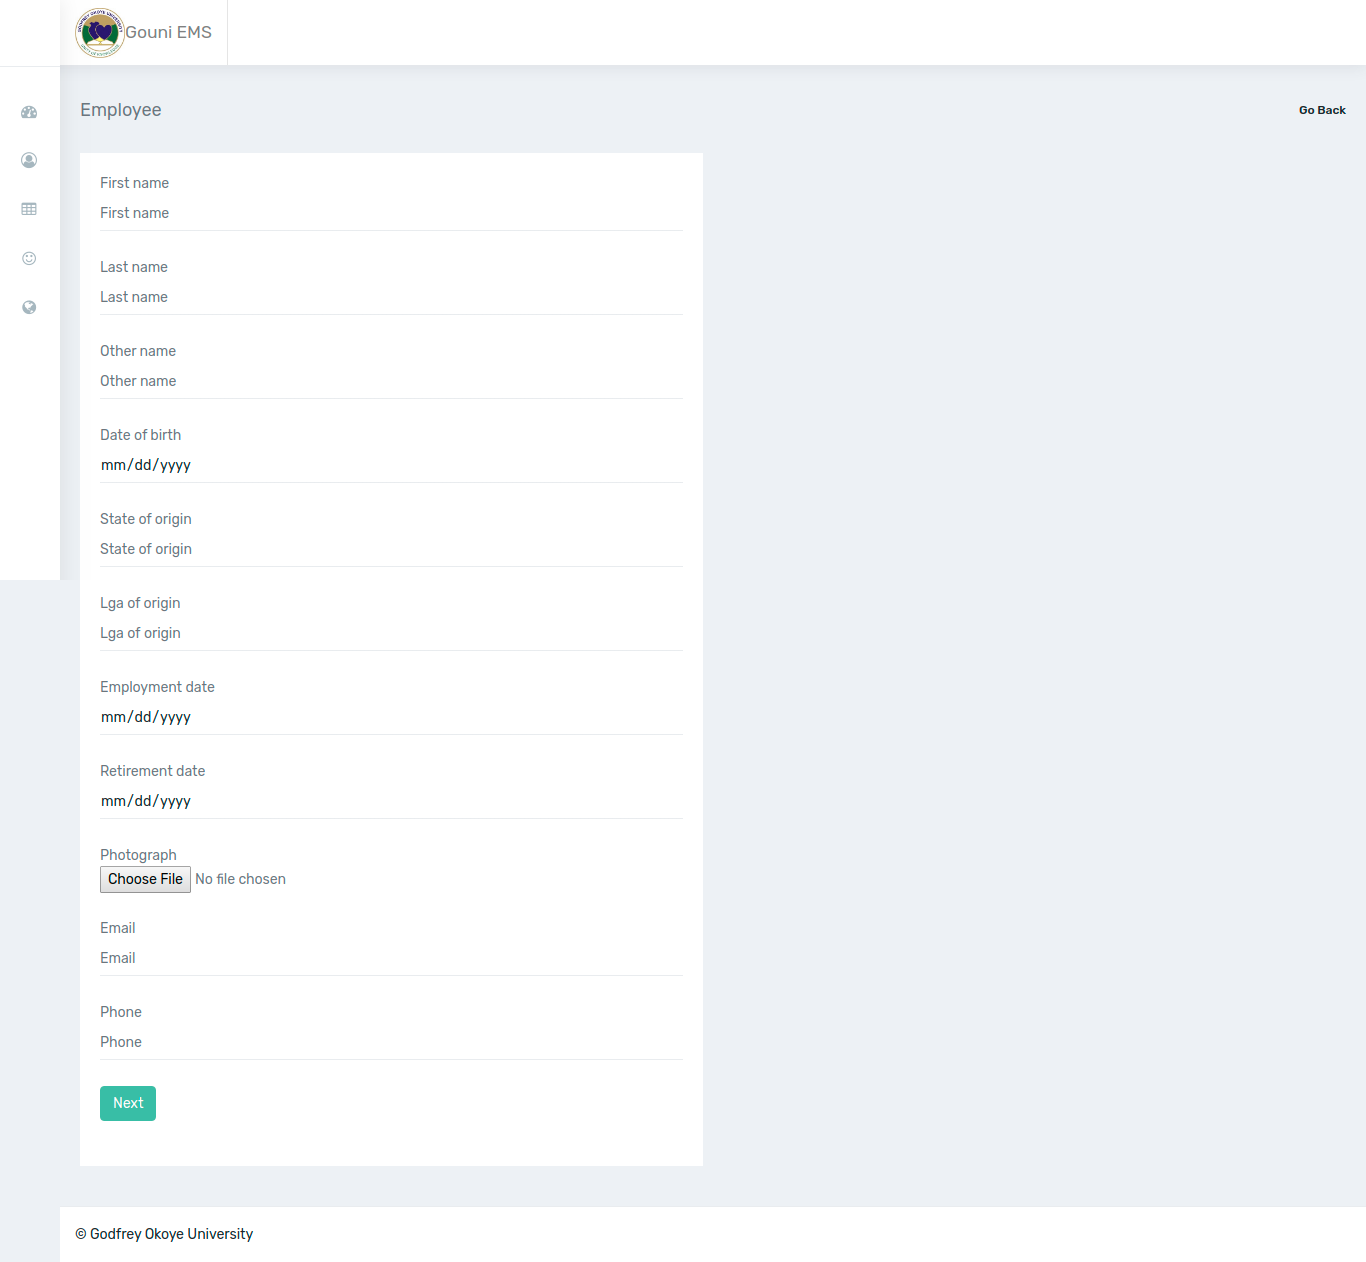 GODFREY OKOYE UNIVERSITY
Gouni EMS
Employee
Go Back
First name
First name
Last name
Last name
Other name
Other name
Date of birth
mm/dd/yyyy
State of origin
State of origin
Lga of origin
Lga of origin
Employment date
mm/dd/yyyy
Retirement date
mm/dd/yyyy
Photograph
Choose File No file chosen
Email
Email
Phone
Phone
Next
© Godfrey Okoye University